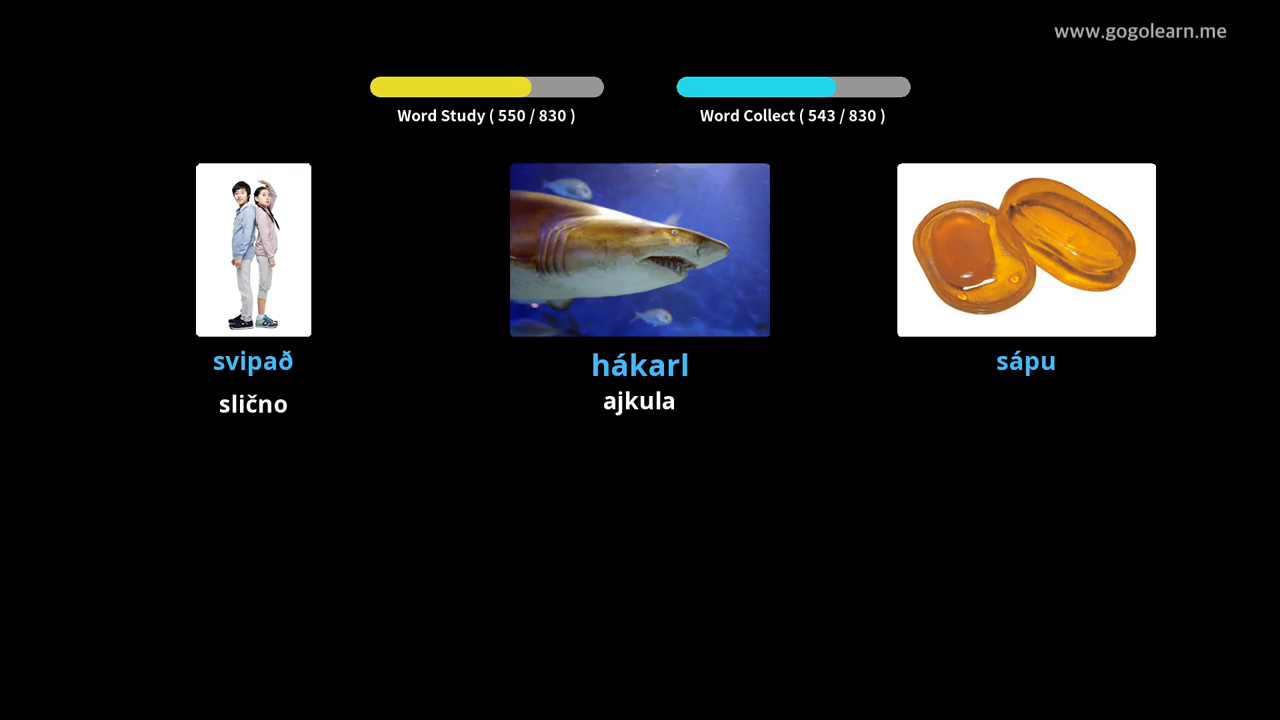 www.gogolearn.me
Word Study ( 550 / 830 )
Word Collect ( 543 / 830 )
svipað
hákarl
sápu
slično
ajkula